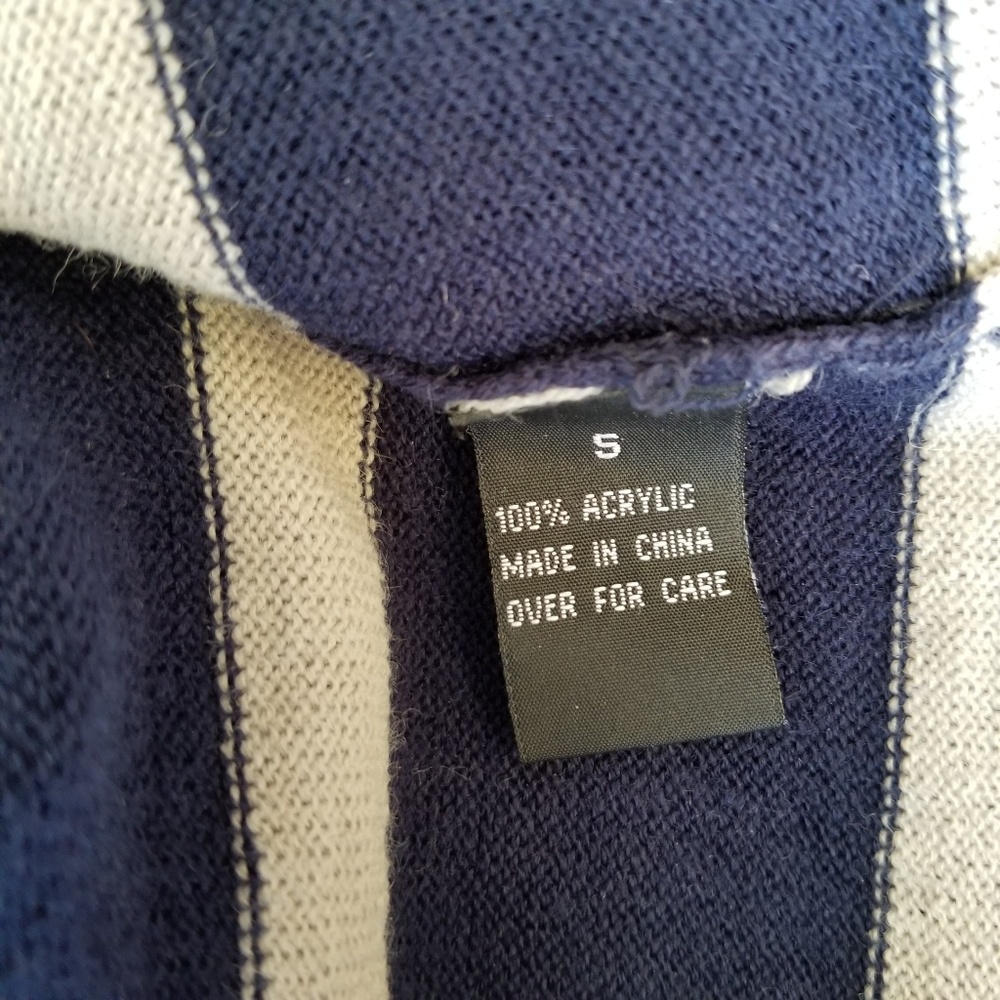 S
100% ACRYLIC
MADE IN CHINA
OVER FOR CARE